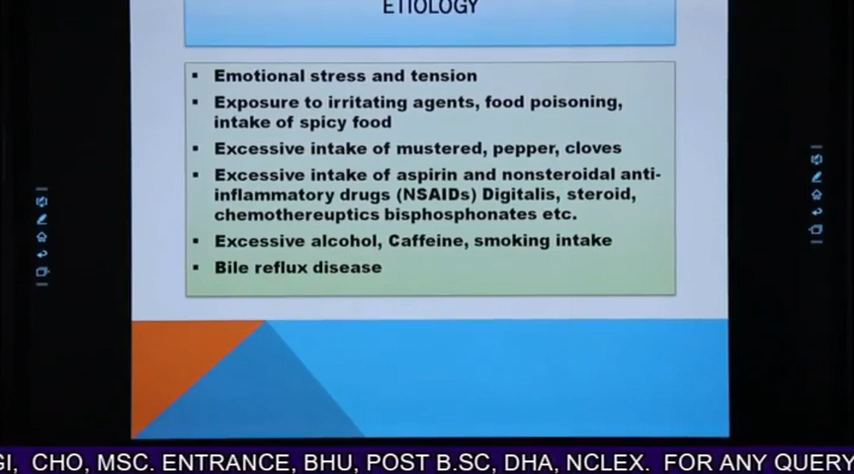 ETIOLOGY
▪ Emotional stress and tension
▪ Exposure to irritating agents, food poisoning,
intake of spicy food
▪ Excessive intake of mustered, pepper, cloves
▪ Excessive intake of aspirin and nonsteroidal anti-
inflammatory drugs (NSAIDs) Digitalis, steroid,
chemothereuptics bisphosphonates etc.
▪ Excessive alcohol, Caffeine, smoking intake
▪ Bile reflux disease
GI, CHO, MSC. ENTRANCE, BHU, POST B.SC, DHA, NCLEX. FOR ANY QUERY